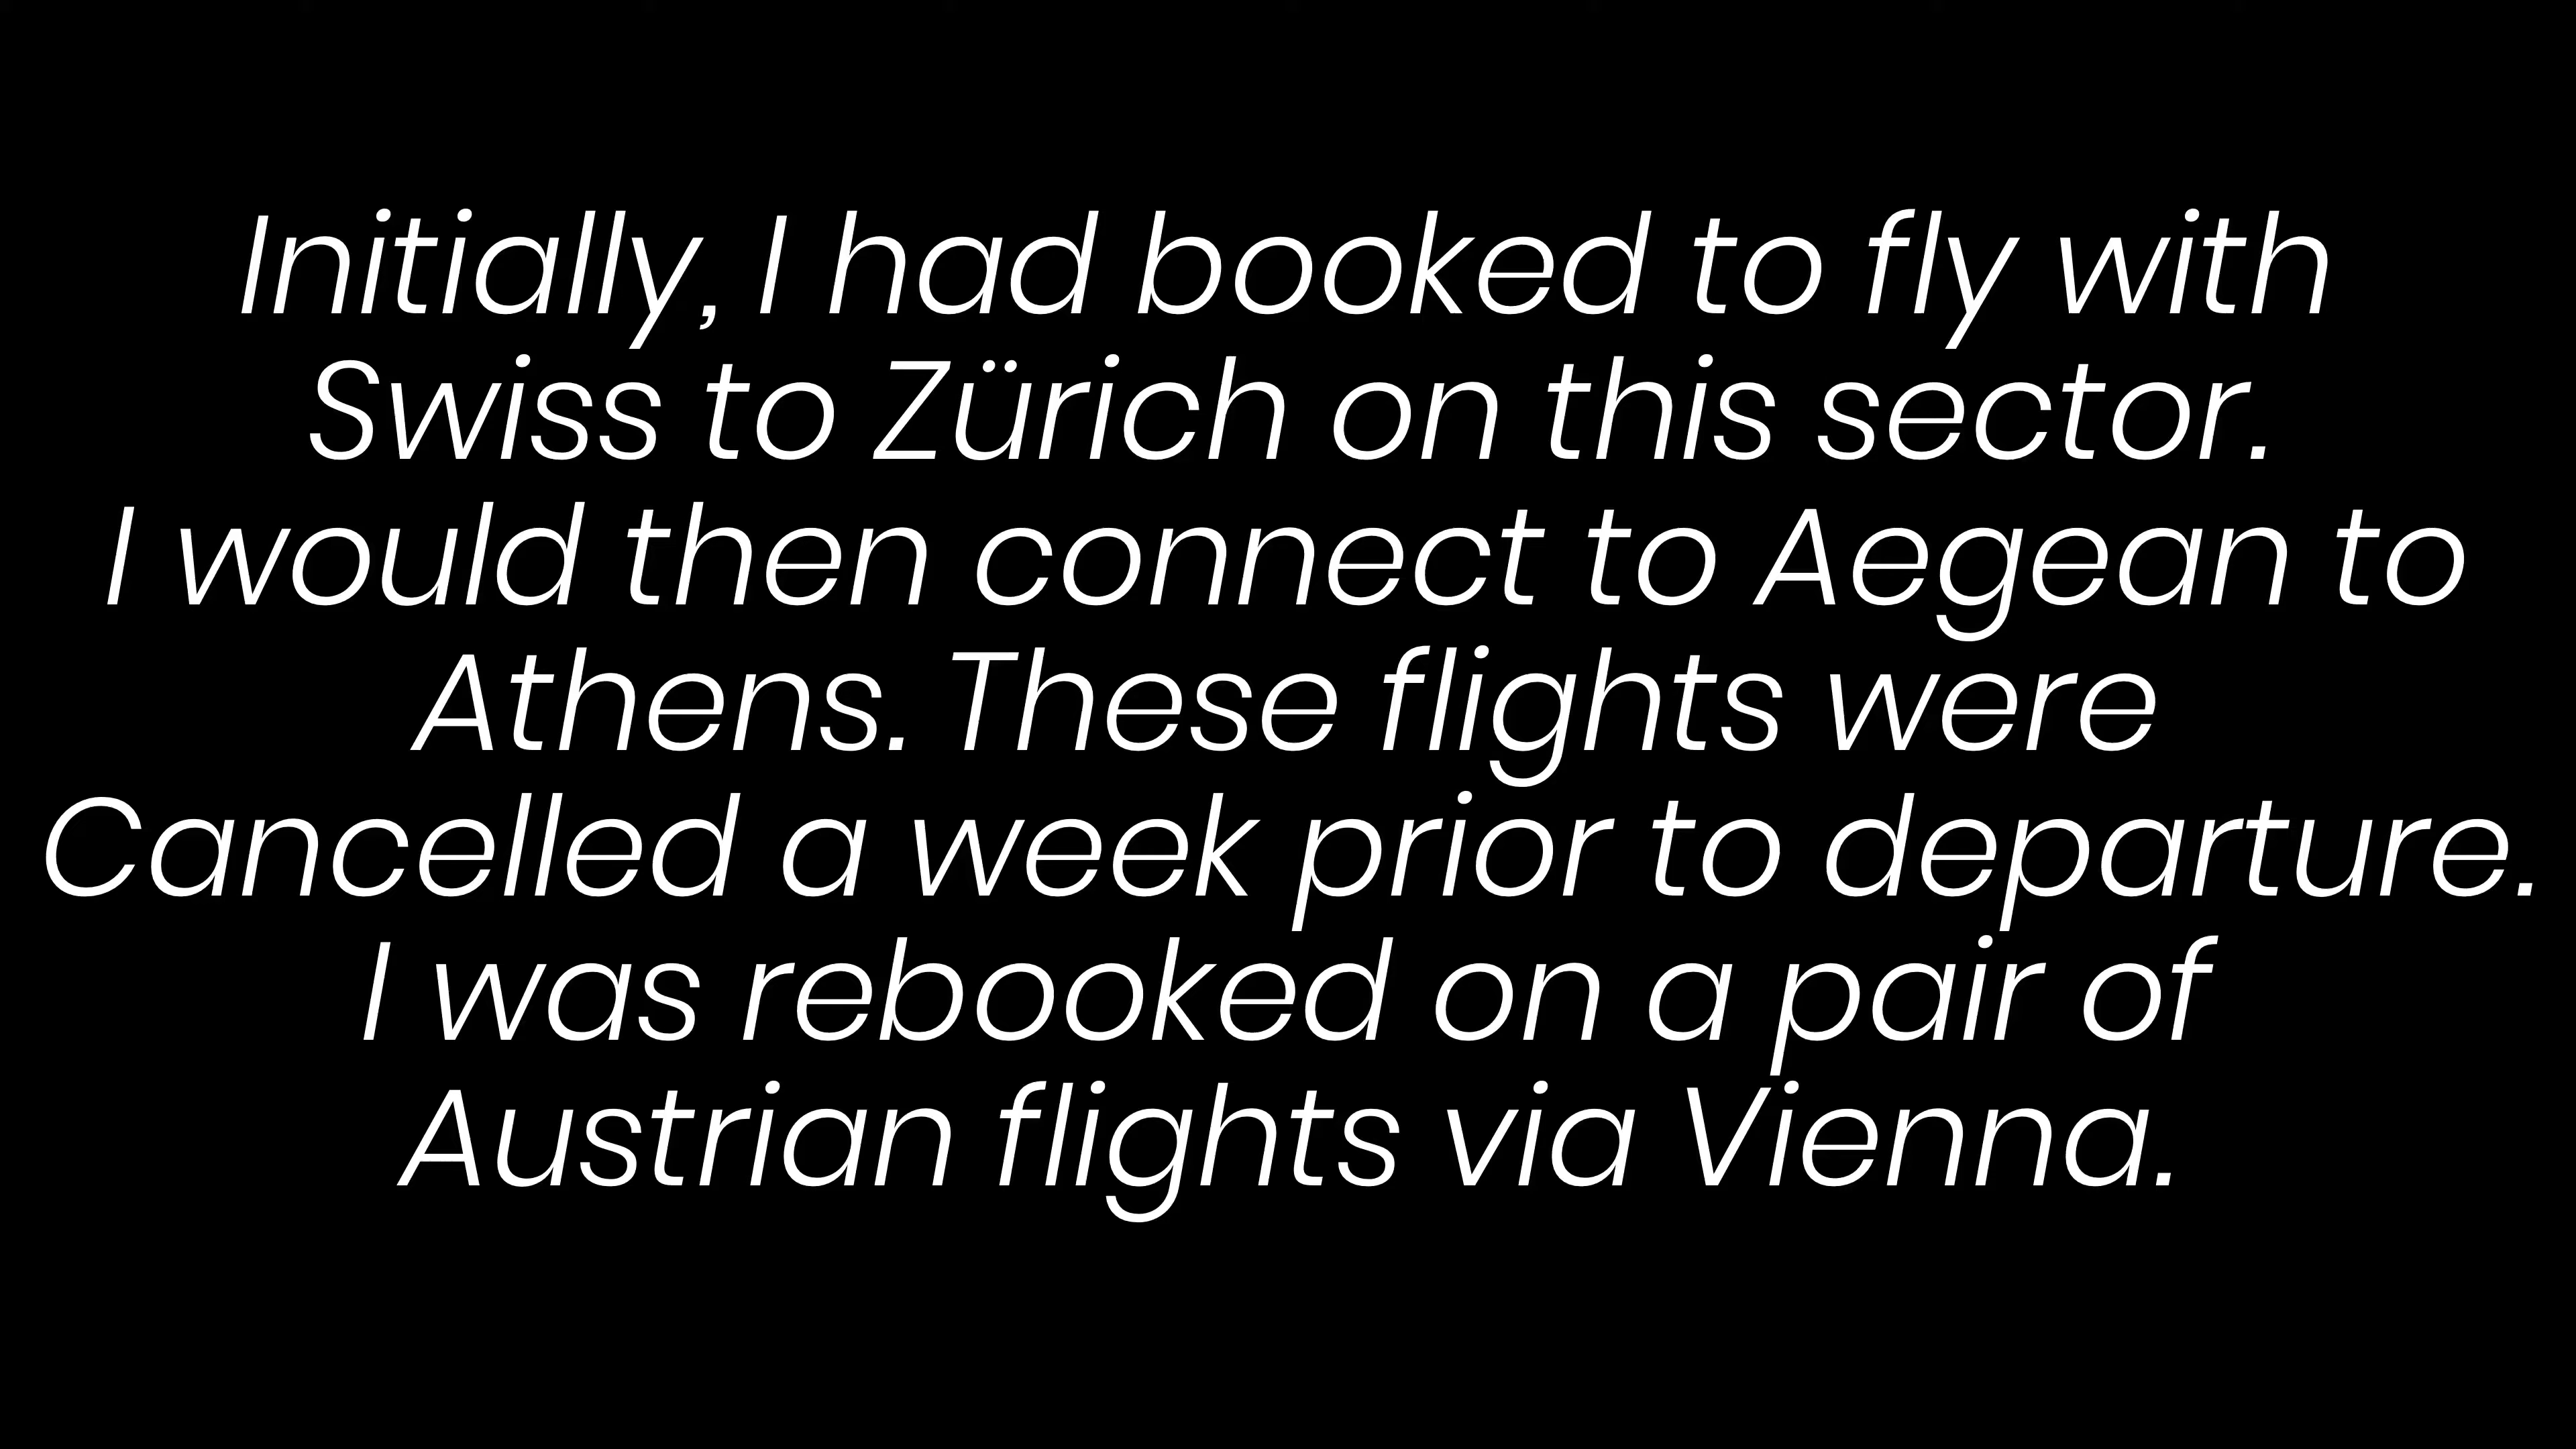 Initially, I had booked to fly with
Swiss to Zürich on this sector.
I would then connect to Aegean to
Athens. These flights were
Cancelled a week prior to departure.
I was rebooked on a pair of
Austrian flights via Vienna.